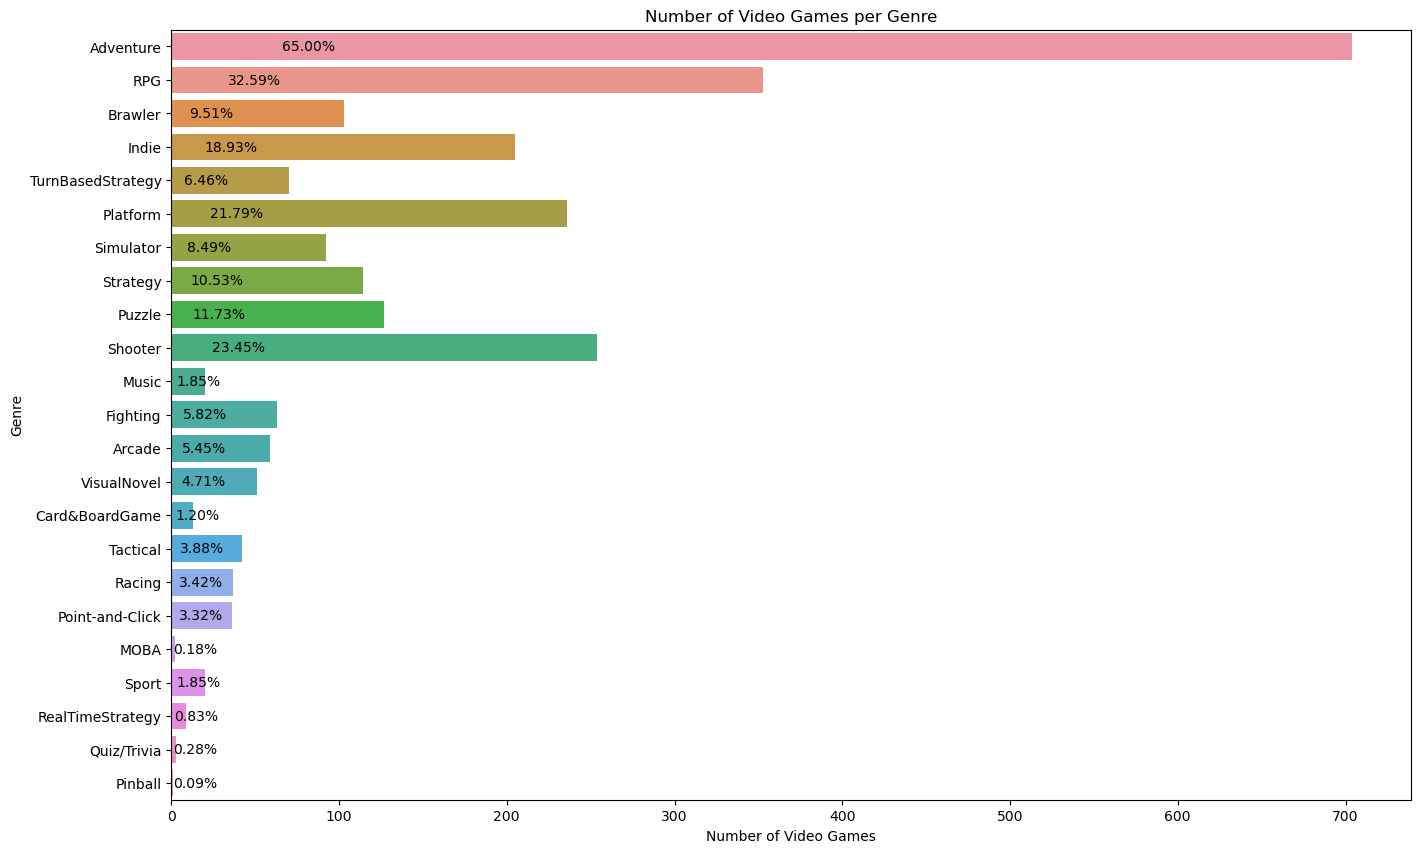 Number of Video Games per Genre
Adventure 65.00%
RPG 32.59%
Brawler 9.51%
Indie 18.93%
TurnBasedStrategy 6.46%
Platform 21.79%
Simulator 8.49%
Strategy 10.53%
Puzzle 11.73%
Shooter 23.45%
Music 1.85%
Fighting 5.82%
Arcade 5.45%
VisualNovel 4.71%
Card&BoardGame 1.20%
Tactical 3.88%
Racing 3.42%
Point-and-Click 3.32%
MOBA 0.18%
Sport 1.85%
RealTimeStrategy 0.83%
Quiz/Trivia 0.28%
Pinball 0.09%
Genre
0 100 200 300 400 500 600 700
Number of Video Games